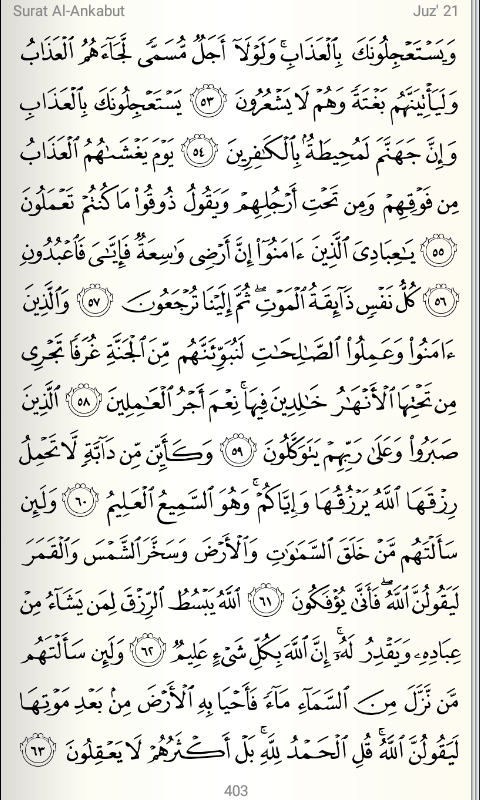 Surat Al-Ankabut Juz' 21
وَيَسْتَعْجِلُونَكَ بِالْعَذَابِ ۚ وَلَوْلَا أَجَلٌ مُّسَمًّى لَّجَاءَهُمُ الْعَذَابُ
وَلَيَأْتِيَنَّهُم بَغْتَةً وَهُمْ لَا يَشْعُرُونَ ٥٣ يَسْتَعْجِلُونَكَ بِالْعَذَابِ
وَإِنَّ جَهَنَّمَ لَمُحِيطَةٌ بِالْكَافِرِينَ ٥٤ يَوْمَ يَغْشَىٰهُمُ الْعَذَابُ
مِن فَوْقِهِمْ وَمِن تَحْتِ أَرْجُلِهِمْ وَيَقُولُ ذُوقُوا۟ مَا كُنتُمْ تَعْمَلُونَ
٥٥ يَٰعِبَادِىَ الَّذِينَ ءَامَنُوٓا۟ إِنَّ أَرْضِى وَٰسِعَةٌ فَإِيَّٰىَ فَاعْبُدُونِ
٥٦ كُلُّ نَفْسٍ ذَآئِقَةُ الْمَوْتِ ۖ ثُمَّ إِلَيْنَا تُرْجَعُونَ ٥٧ وَالَّذِينَ
ءَامَنُوا۟ وَعَمِلُوا۟ الصَّٰلِحَٰتِ لَنُبَوِّئَنَّهُم مِّنَ الْجَنَّةِ غُرَفًا تَجْرِى
مِن تَحْتِهَا الْأَنْهَٰرُ خَٰلِدِينَ فِيهَا ۚ نِعْمَ أَجْرُ الْعَٰمِلِينَ ٥٨ الَّذِينَ
صَبَرُوا۟ وَعَلَىٰ رَبِّهِمْ يَتَوَكَّلُونَ ٥٩ وَكَأَيِّن مِّن دَآبَّةٍ لَّا تَحْمِلُ
رِزْقَهَا اللَّهُ يَرْزُقُهَا وَإِيَّاكُمْ ۚ وَهُوَ السَّمِيعُ الْعَلِيمُ ٦٠ وَلَئِن
سَأَلْتَهُم مَّنْ خَلَقَ السَّمَٰوَٰتِ وَالْأَرْضَ وَسَخَّرَ الشَّمْسَ وَالْقَمَرَ
لَيَقُولُنَّ اللَّهُ ۖ فَأَنَّىٰ يُؤْفَكُونَ ٦١ اللَّهُ يَبْسُطُ الرِّزْقَ لِمَن يَشَآءُ مِنْ
عِبَادِهِۦ وَيَقْدِرُ لَهُۥٓ ۚ إِنَّ اللَّهَ بِكُلِّ شَىْءٍ عَلِيمٌ ٦٢ وَلَئِن سَأَلْتَهُم
مَّن نَّزَّلَ مِنَ السَّمَآءِ مَآءً فَأَحْيَا بِهِ الْأَرْضَ مِنۢ بَعْدِ مَوْتِهَا
لَيَقُولُنَّ اللَّهُ ۚ قُلِ الْحَمْدُ لِلَّهِ ۚ بَلْ أَكْثَرُهُمْ لَا يَعْقِلُونَ ٦٣
403